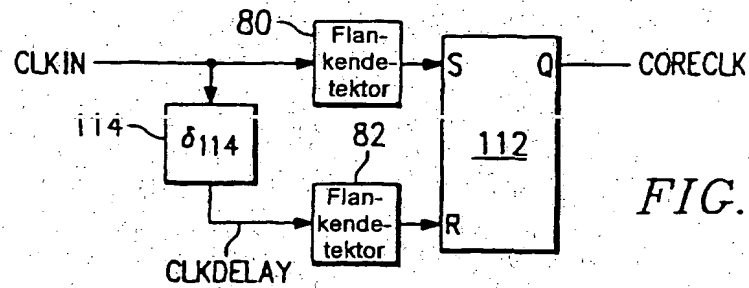 80
Flan-
kende-
tektor
CLKIN
S
Q
CORECLK
114
δ114
112
82
Flan-
kende-
tektor
R
CLKDELAY
FIG.